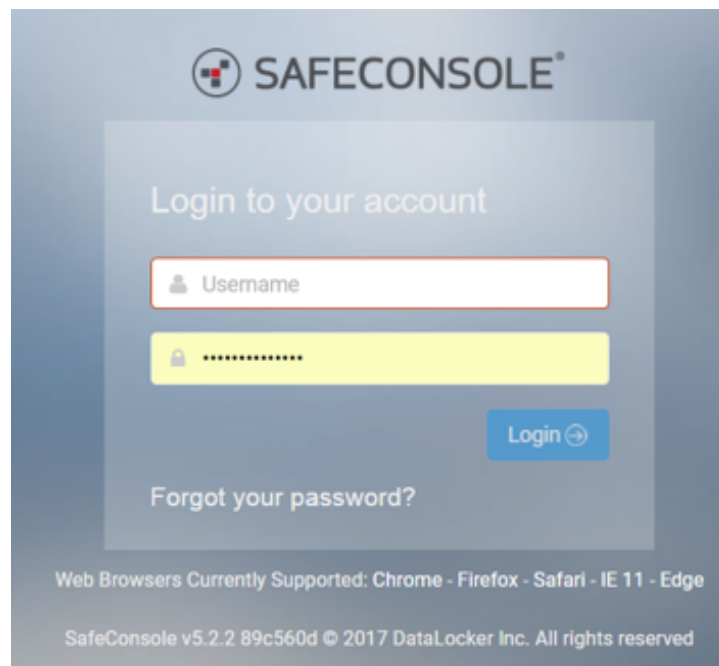 SAFECONSOLE®
Login to your account
Username
••••••••••••••
Login
Forgot your password?
Web Browsers Currently Supported: Chrome - Firefox - Safari - IE 11 - Edge
SafeConsole v5.2.2 89c560d © 2017 DataLocker Inc. All rights reserved